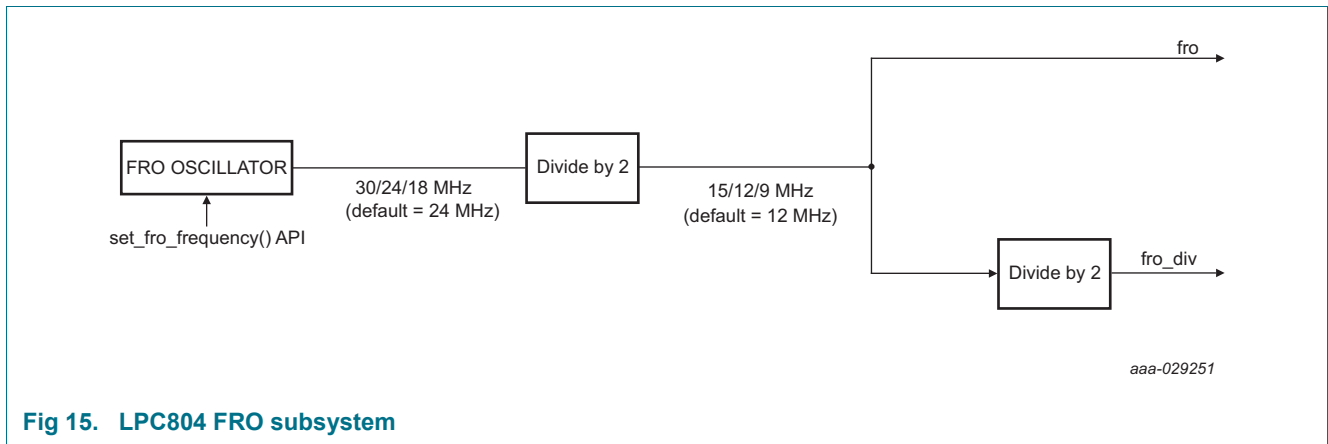 fro
FRO OSCILLATOR
Divide by 2
30/24/18 MHz
(default = 24 MHz)
15/12/9 MHz
(default = 12 MHz)
set_fro_frequency() API
Divide by 2
fro_div
aaa-029251
Fig 15. LPC804 FRO subsystem